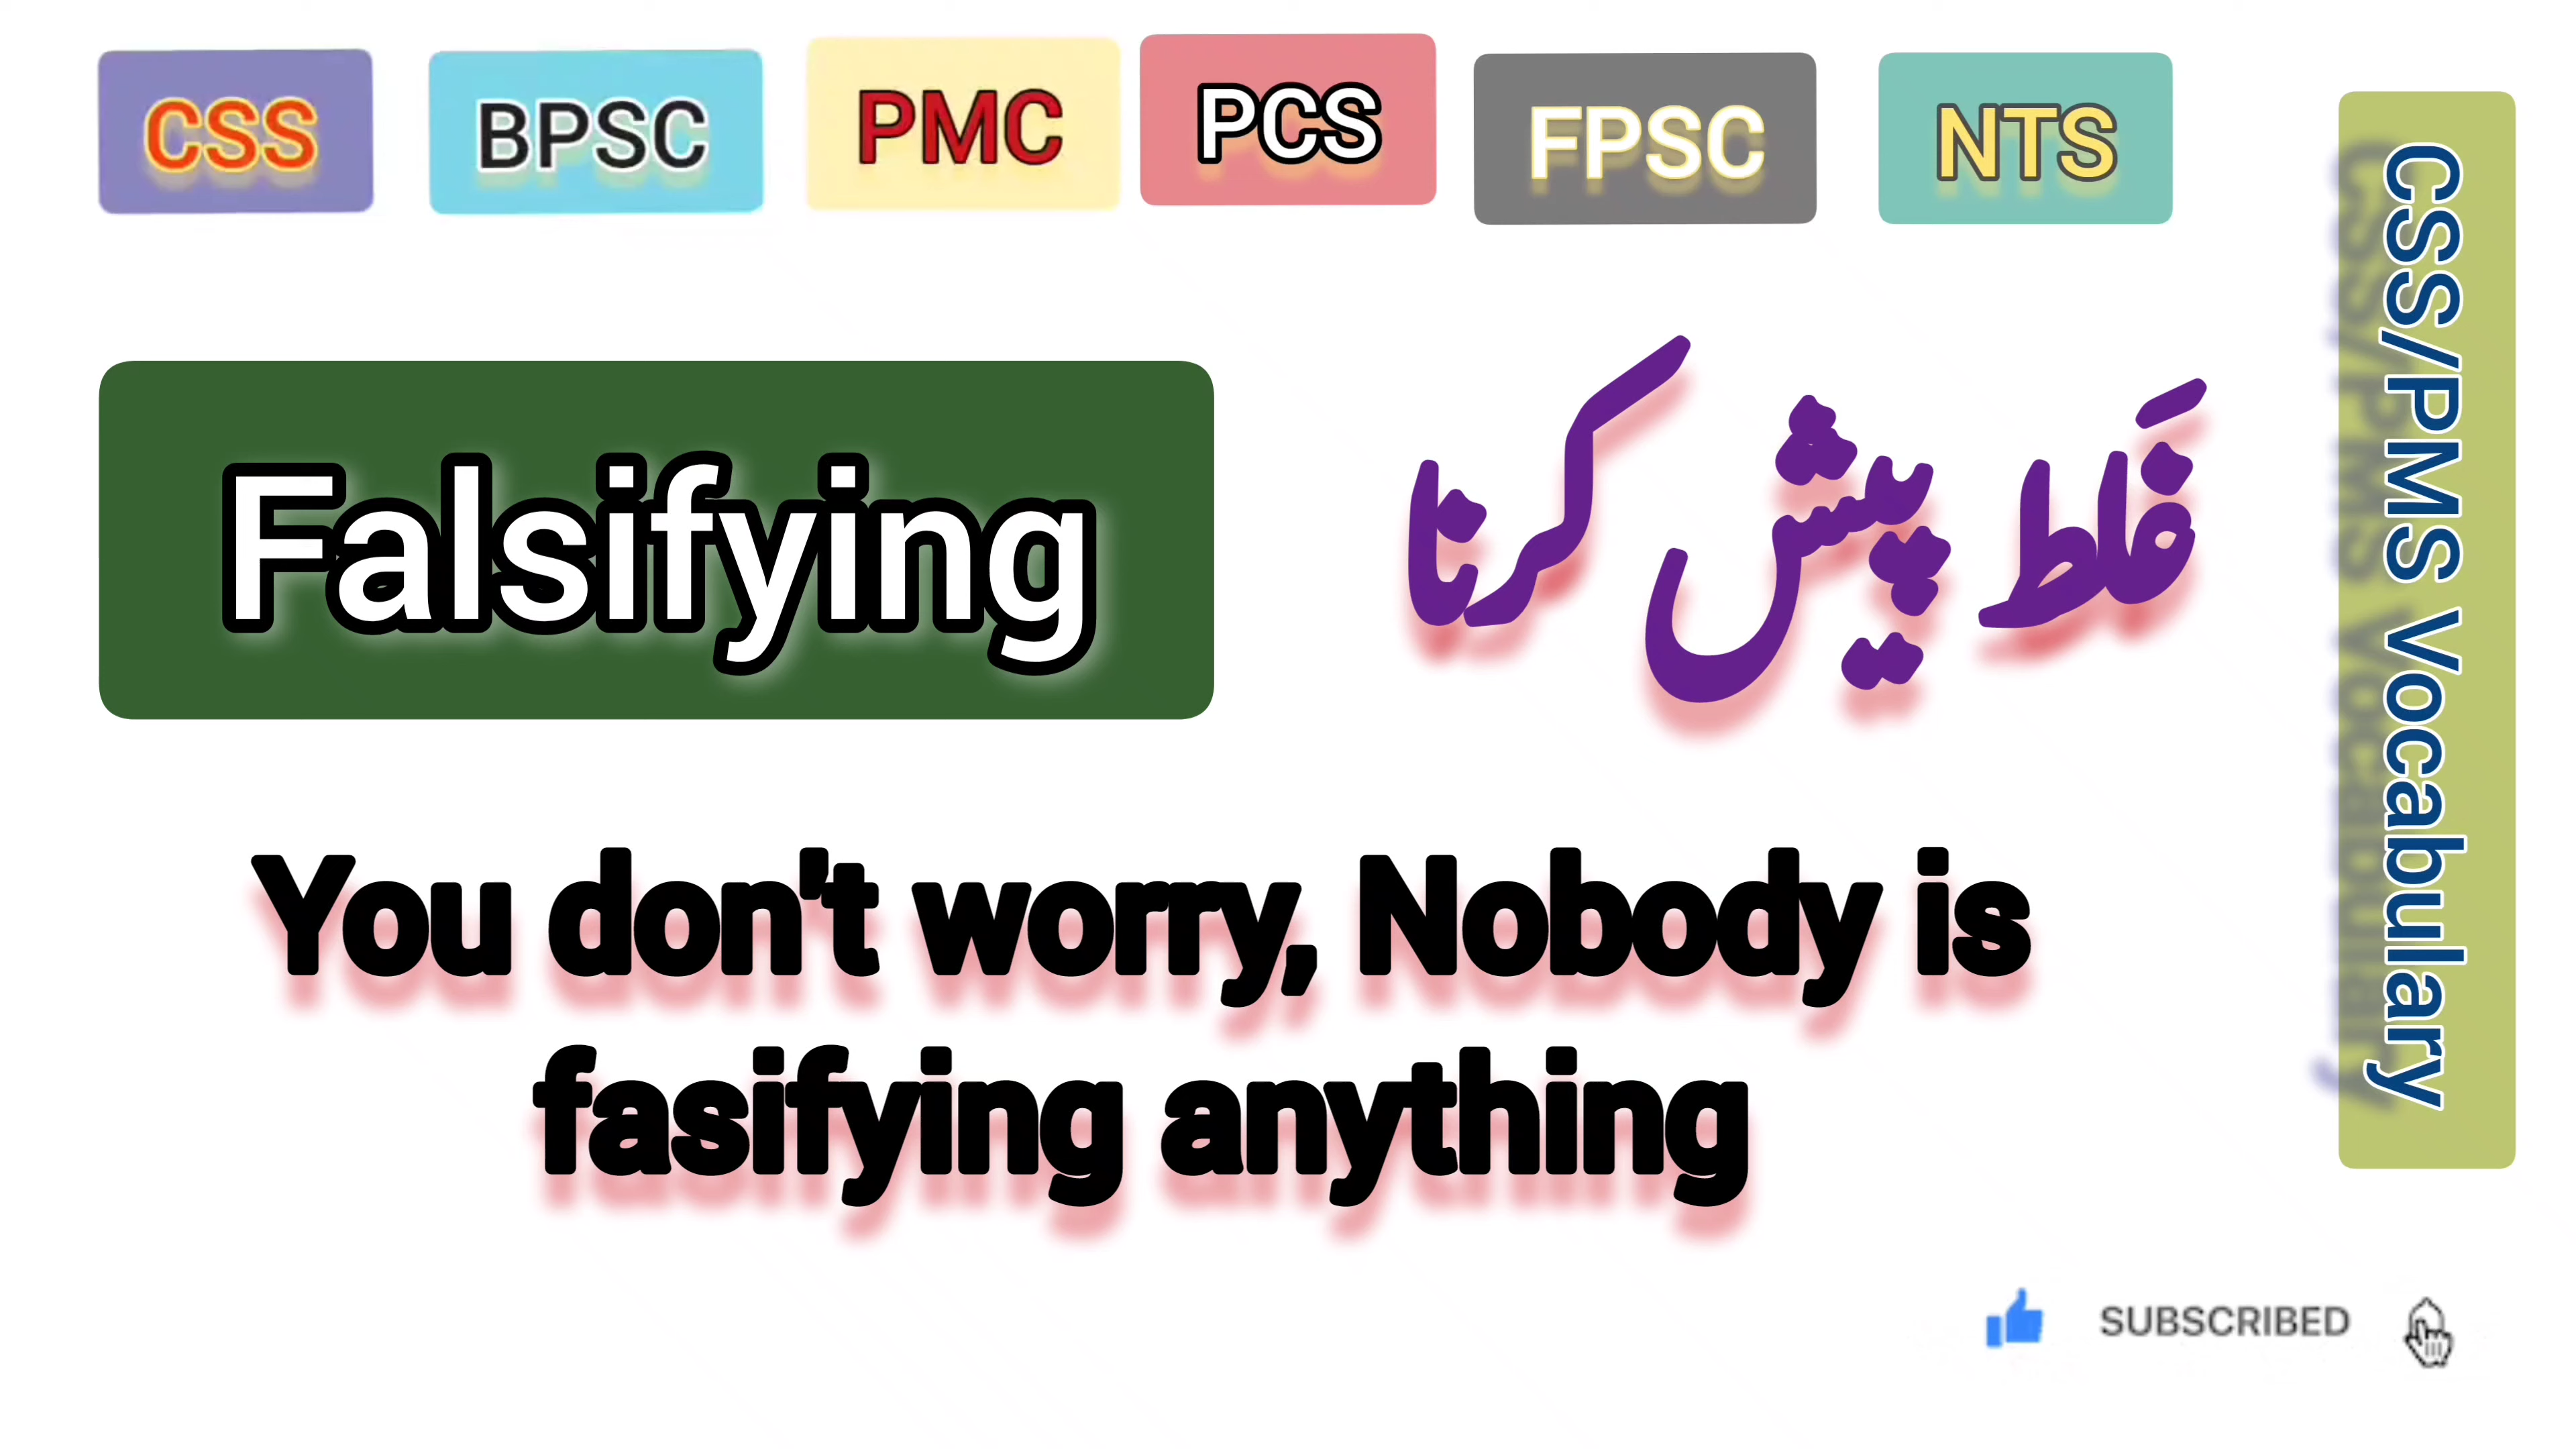 CSS BPSC PMC PCS FPSC NTS
Falsifying
غَلط پیش کرنا
You don't worry, Nobody is
fasifying anything
CSS/PMS Vocabulary
SUBSCRIBED